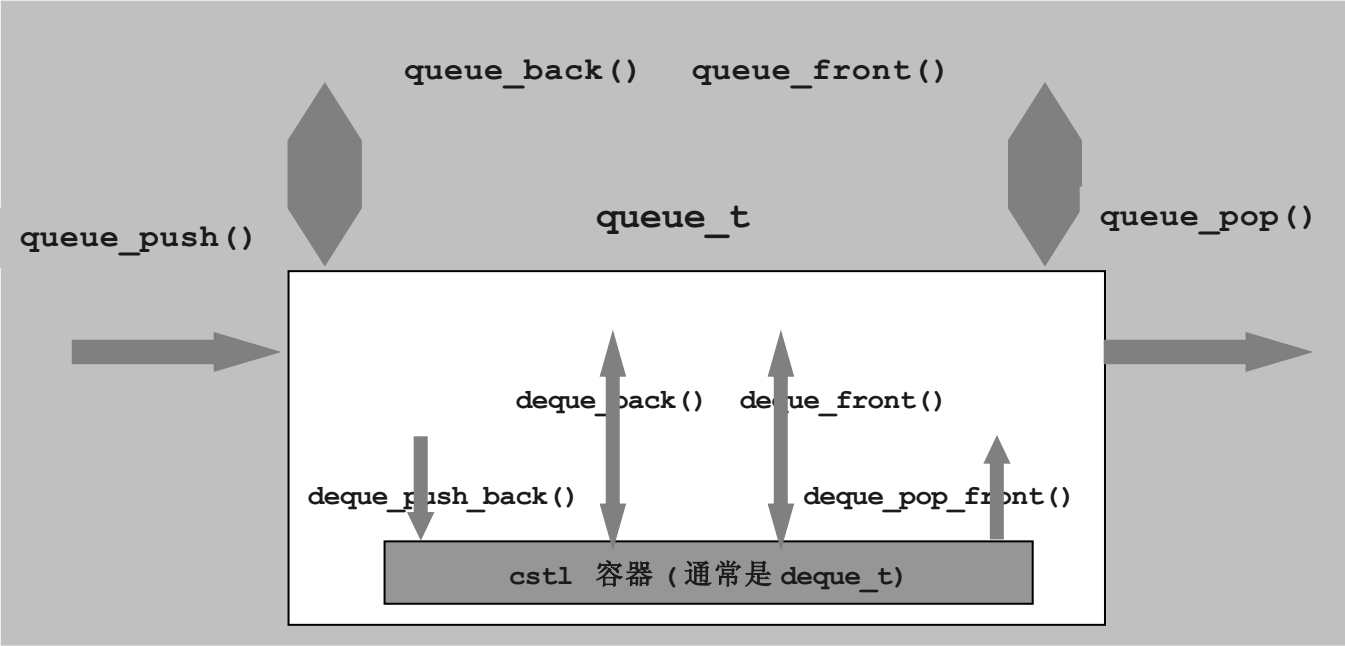 queue_back() queue_front()
queue_t
queue_push()
queue_pop()
deque_back() deque_front()
deque_push_back() deque_pop_front()
cstl 容器 (通常是 deque_t)